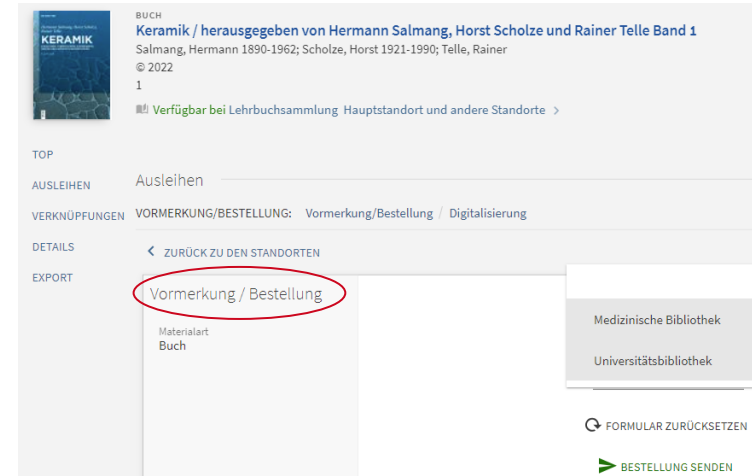 BUCH
Keramik / herausgegeben von Hermann Salmang, Horst Scholze und Rainer Telle Band 1
Salmang, Hermann 1890-1962; Scholze, Horst 1921-1990; Telle, Rainer
© 2022
1
Verfügbar bei Lehrbuchsammlung Hauptstandort und andere Standorte >
KERAMIK
TOP
AUSLEIHEN
VERKNÜPFUNGEN
DETAILS
EXPORT
Ausleihen
VORMERKUNG/BESTELLUNG: Vormerkung/Bestellung / Digitalisierung
ZURÜCK ZU DEN STANDORTEN
Vormerkung / Bestellung
Materialart
Buch
Medizinische Bibliothek
Universitätsbibliothek
FORMULAR ZURÜCKSETZEN
BESTELLUNG SENDEN